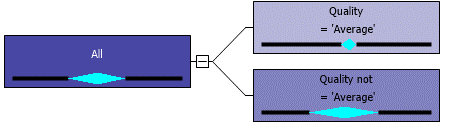 All
Quality
= 'Average'
Quality not
= 'Average'